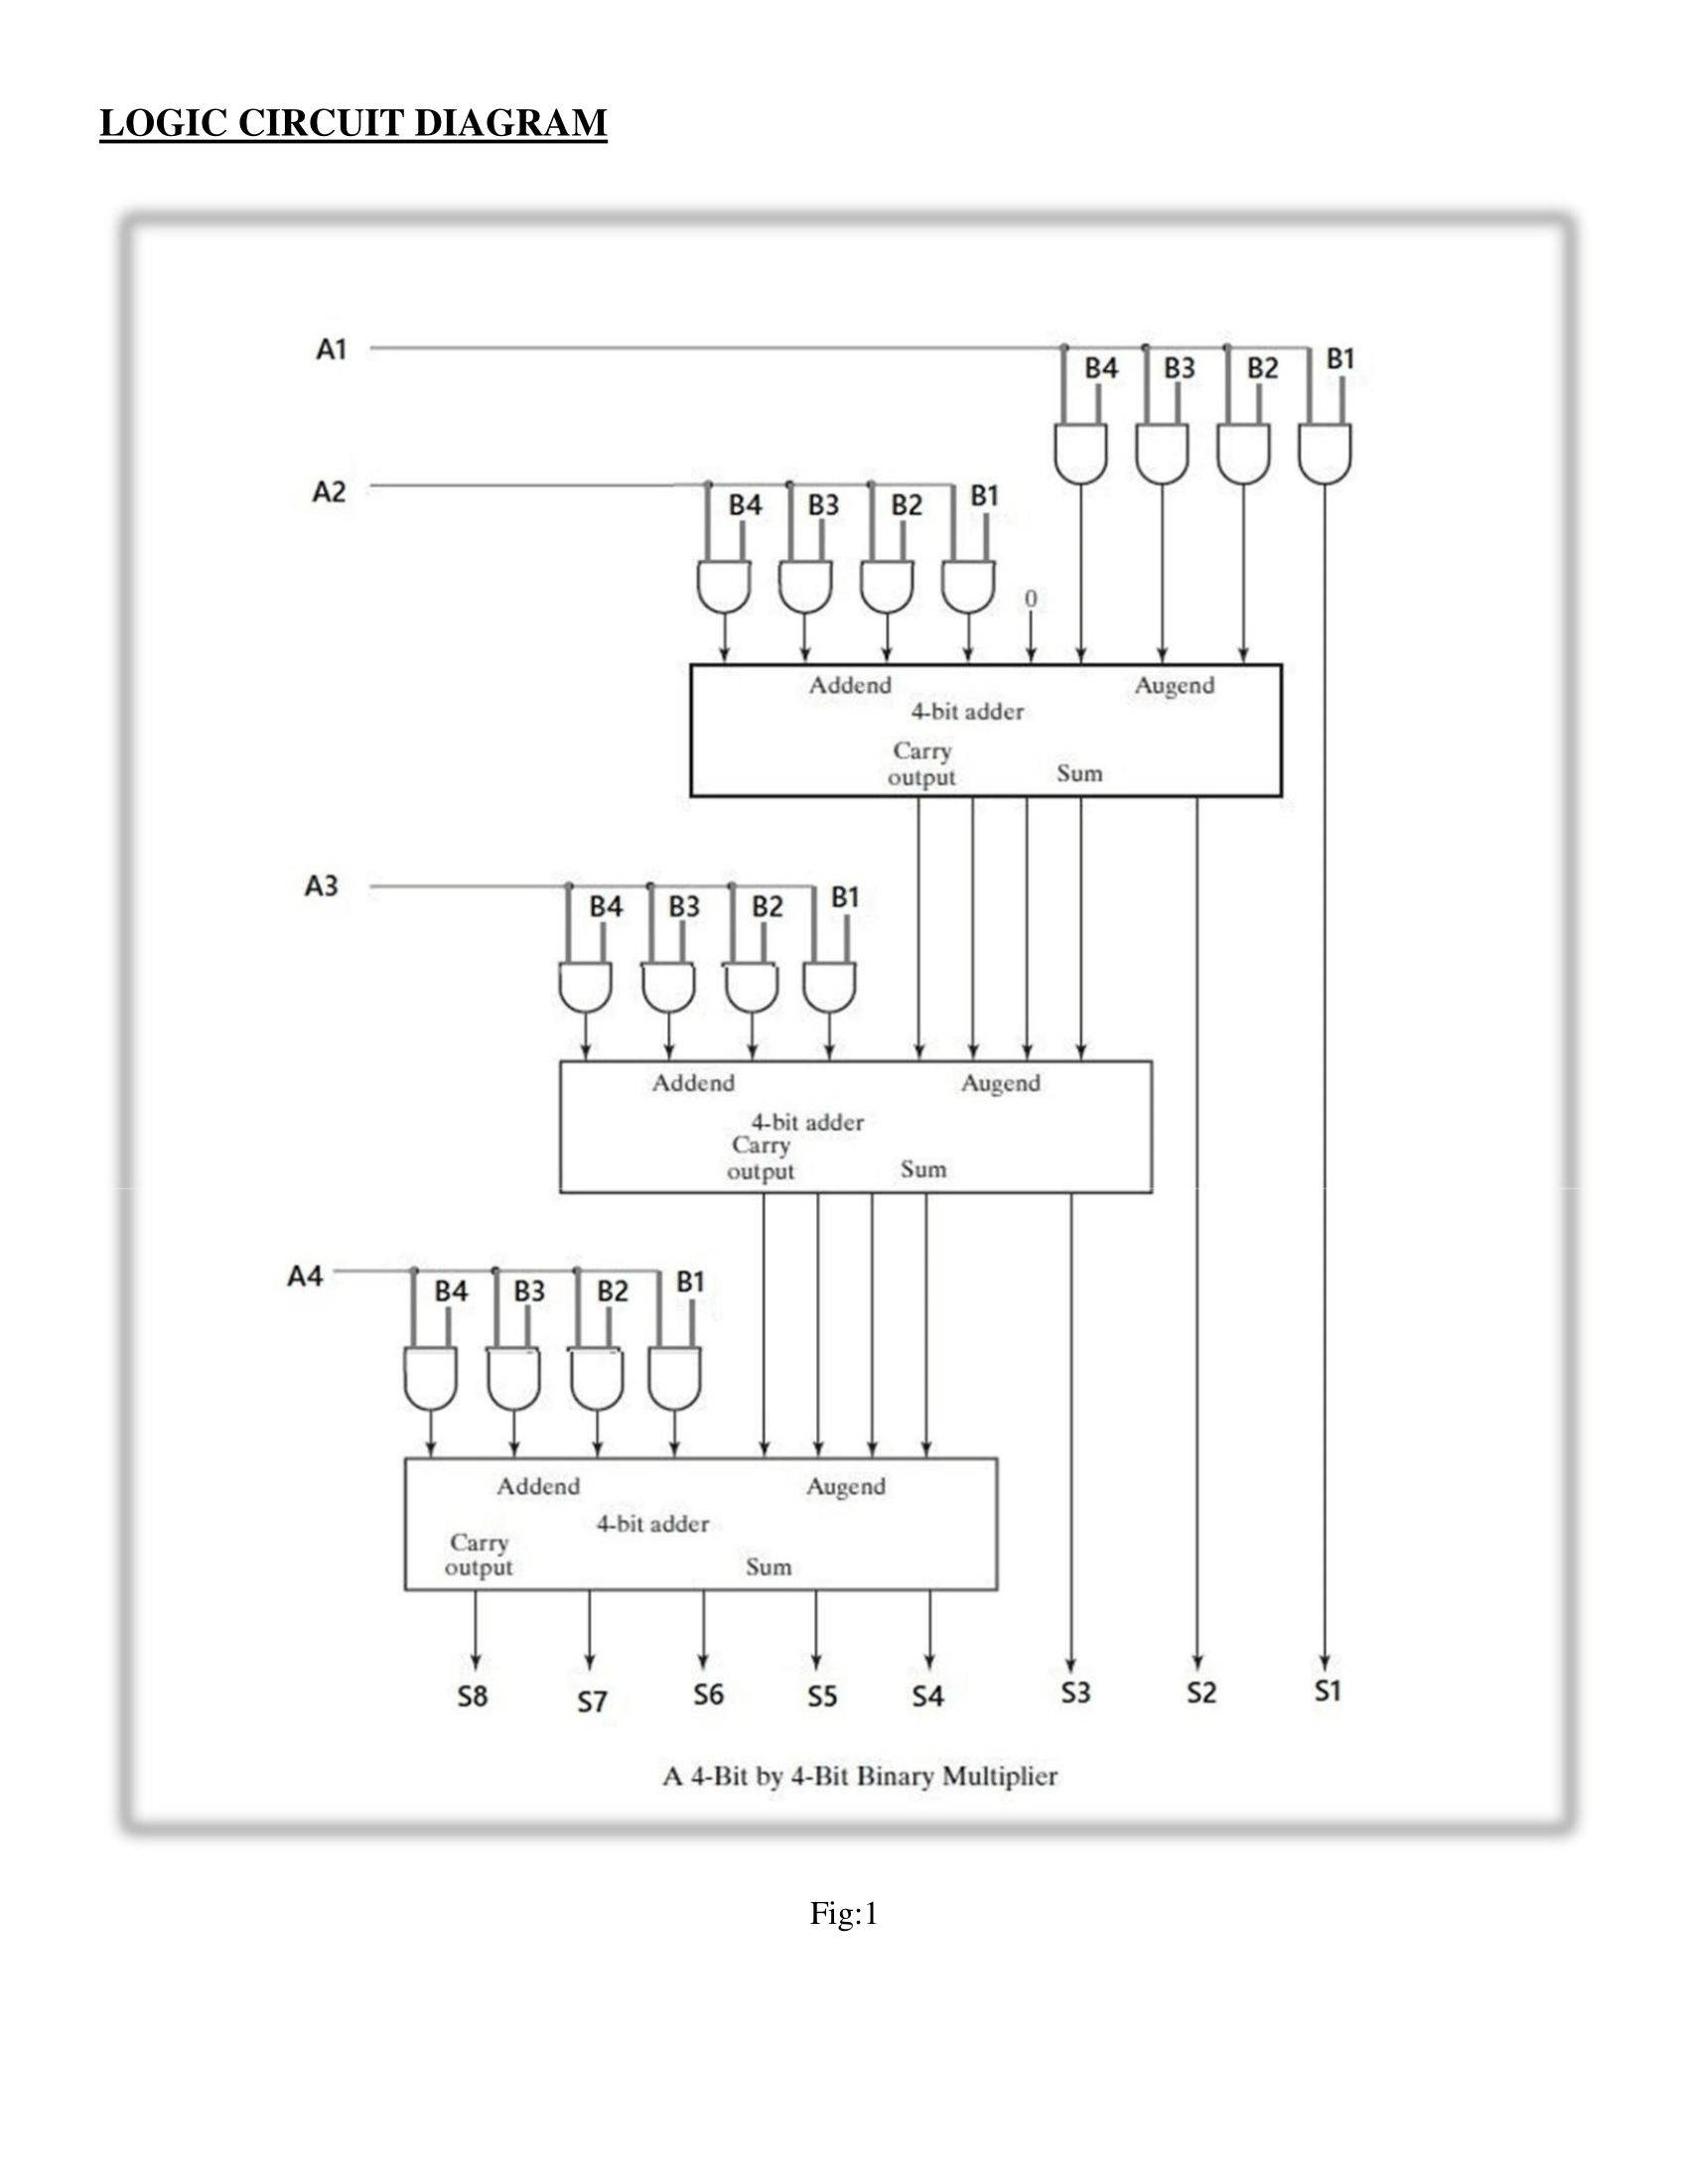 LOGIC CIRCUIT DIAGRAM
A1
B4 B3 B2 B1
A2
B4 B3 B2 B1
0
Addend Augend
4-bit adder
Carry
output Sum
A3
B4 B3 B2 B1
Addend Augend
4-bit adder
Carry
output Sum
A4
B4 B3 B2 B1
Addend Augend
4-bit adder
Carry
output Sum
S8 S7 S6 S5 S4 S3 S2 S1
A 4-Bit by 4-Bit Binary Multiplier
Fig:1